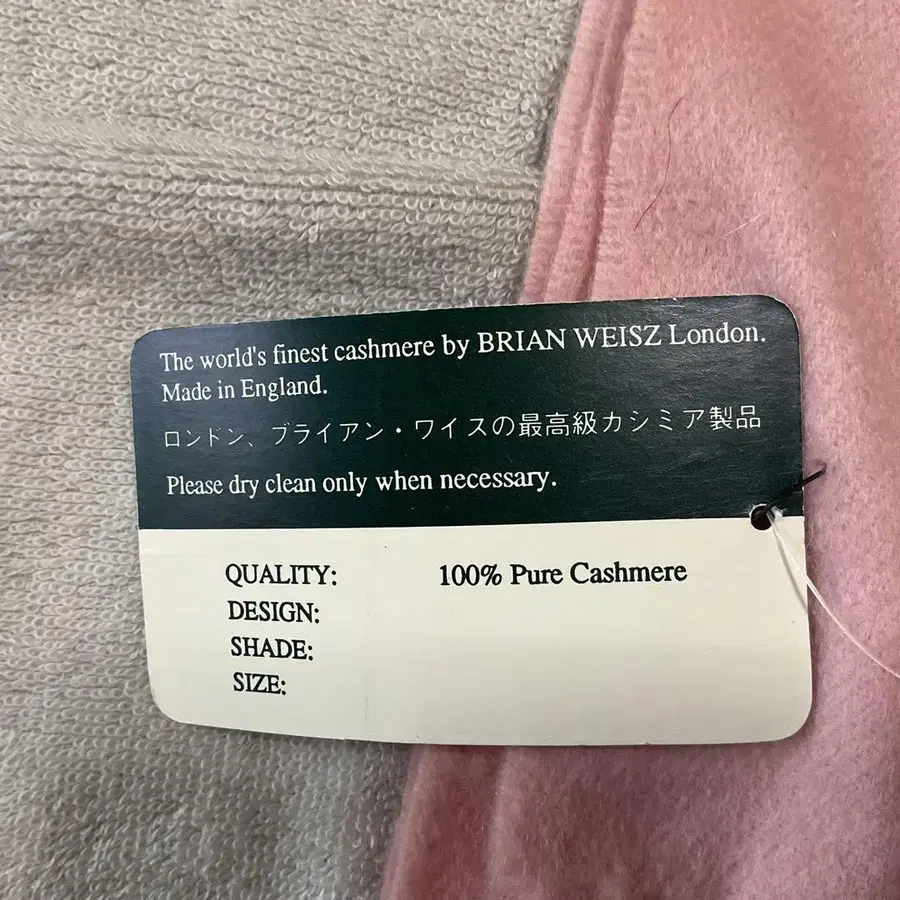 The world's finest cashmere by BRIAN WEISZ London.
Made in England.
ロンドン、ブライアン・ワイスの最高級カシミア製品
Please dry clean only when necessary.
QUALITY: 100% Pure Cashmere
DESIGN:
SHADE:
SIZE: